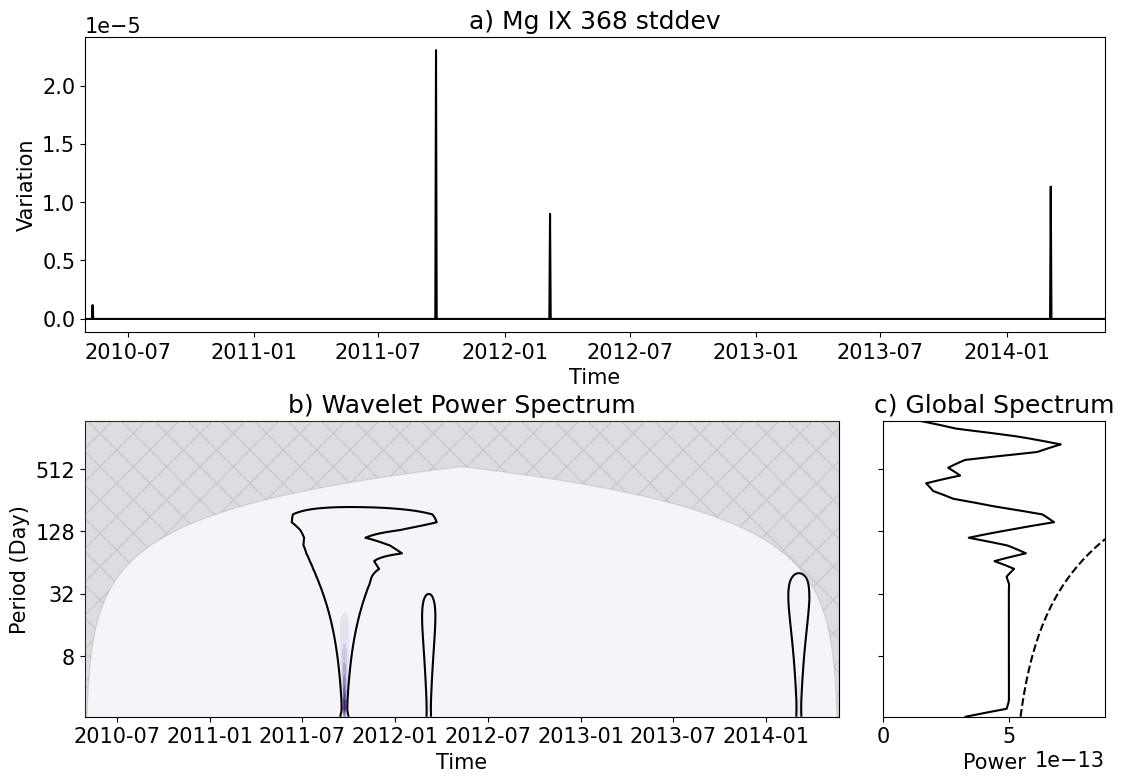 a) Mg IX 368 stddev
1e−5
Variation
2.0
1.5
1.0
0.5
0.0
2010-07 2011-01 2011-07 2012-01 2012-07 2013-01 2013-07 2014-01
Time
b) Wavelet Power Spectrum
Period (Day)
512
128
32
8
2010-07 2011-01 2011-07 2012-01 2012-07 2013-01 2013-07 2014-01
Time
c) Global Spectrum
0 5
Power 1e−13